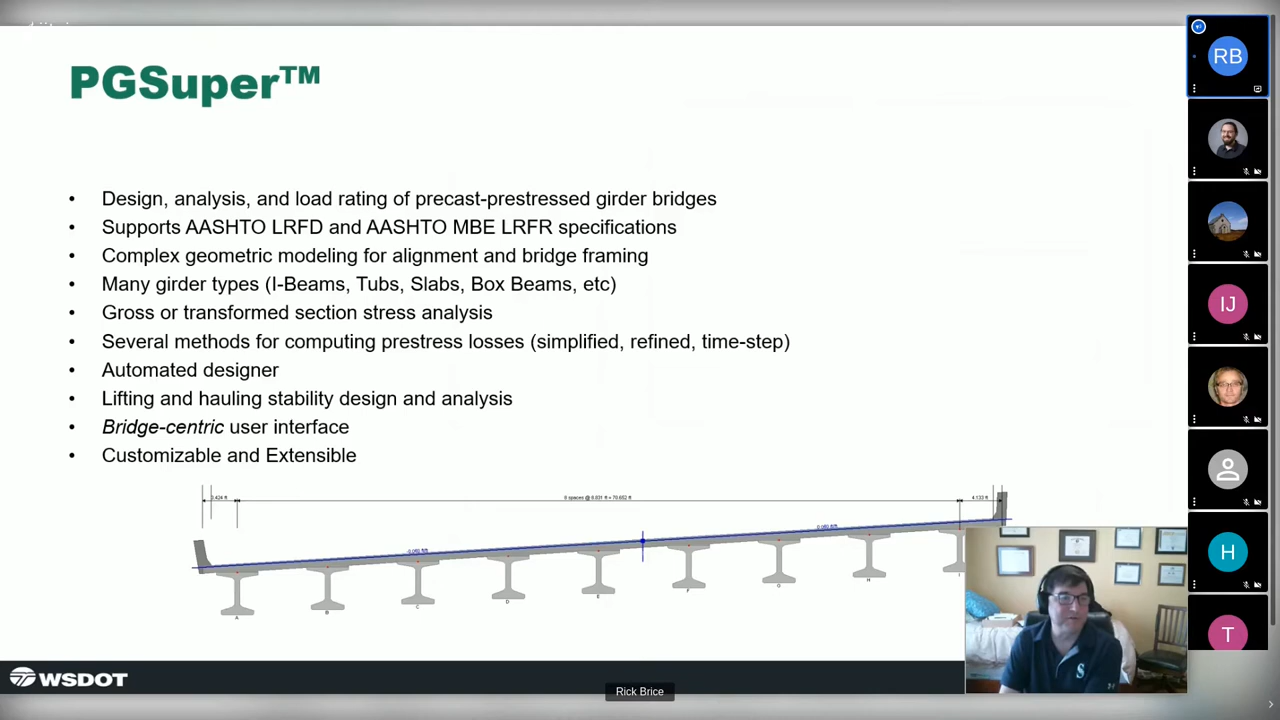 PGSuper™
• Design, analysis, and load rating of precast-prestressed girder bridges
• Supports AASHTO LRFD and AASHTO MBE LRFR specifications
• Complex geometric modeling for alignment and bridge framing
• Many girder types (I-Beams, Tubs, Slabs, Box Beams, etc)
• Gross or transformed section stress analysis
• Several methods for computing prestress losses (simplified, refined, time-step)
• Automated designer
• Lifting and hauling stability design and analysis
• Bridge-centric user interface
• Customizable and Extensible
A B C D E F G H I
WSDOT
Rick Brice
RB
IJ
H
T